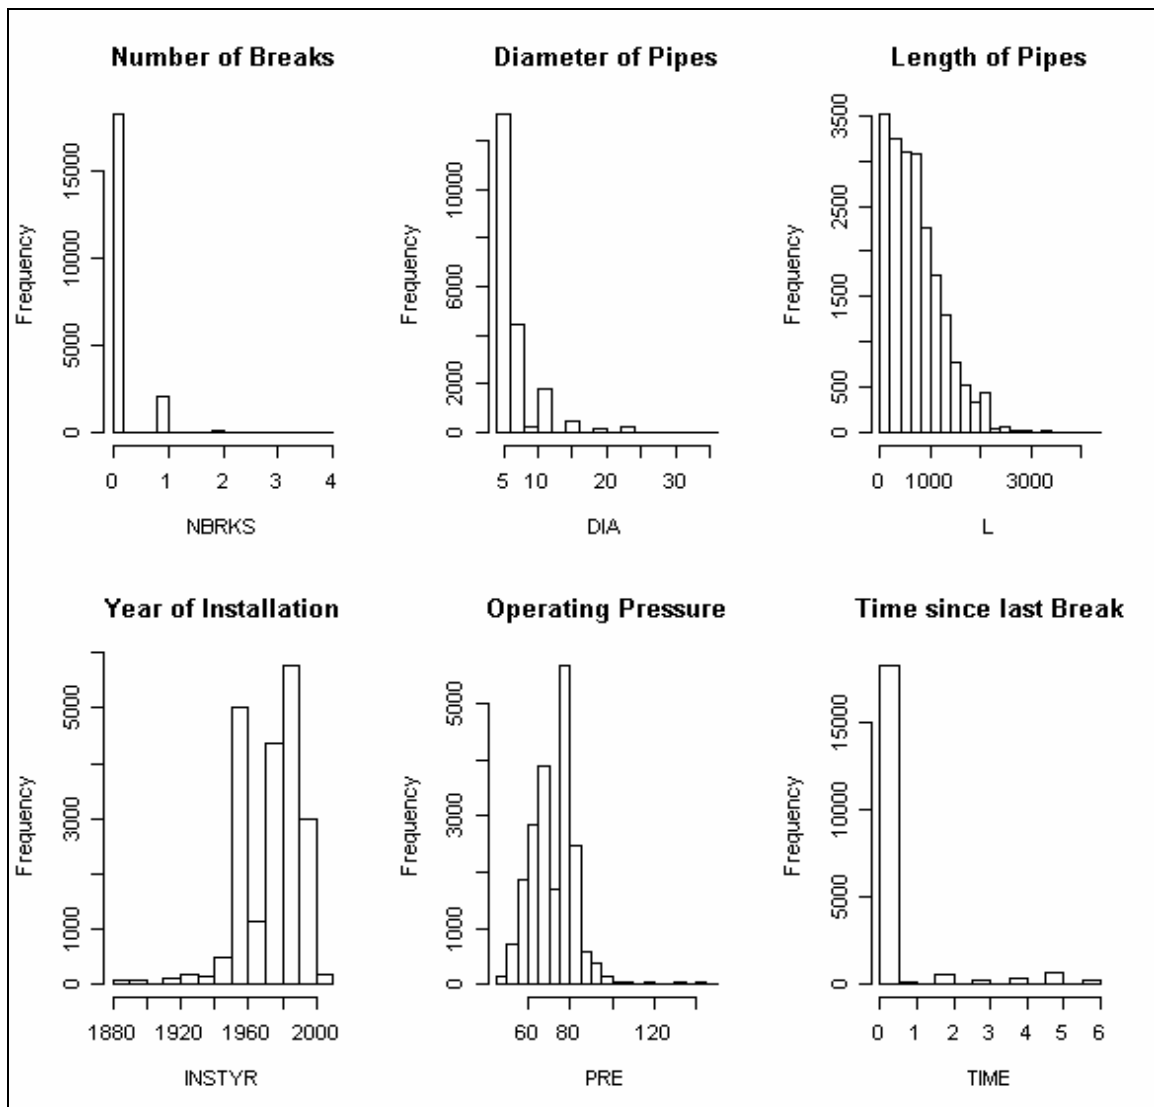 Number of Breaks
Frequency
0 5000 10000 15000
0 1 2 3 4
NBRKS
Diameter of Pipes
Frequency
0 2000 6000 10000
5 10 20 30
DIA
Length of Pipes
Frequency
0 500 1500 2500 3500
0 1000 3000
L
Year of Installation
Frequency
0 1000 3000 5000
1880 1920 1960 2000
INSTYR
Operating Pressure
Frequency
0 1000 3000 5000
60 80 120
PRE
Time since last Break
Frequency
0 5000 10000 15000
0 1 2 3 4 5 6
TIME